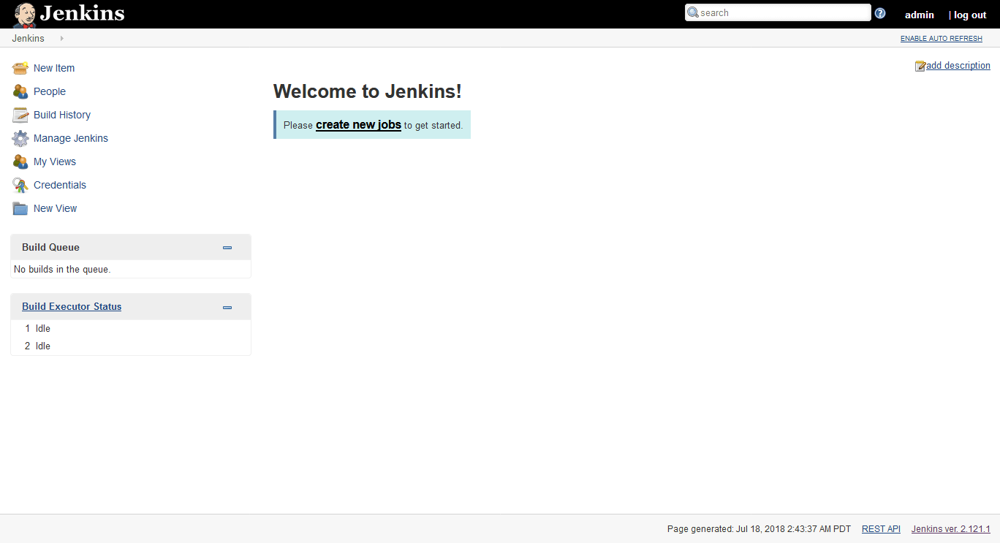 Jenkins
search
admin
| log out
Jenkins
ENABLE AUTO REFRESH
New Item
People
Build History
Manage Jenkins
My Views
Credentials
New View
Build Queue
No builds in the queue.
Build Executor Status
1 Idle
2 Idle
add description
Welcome to Jenkins!
Please create new jobs to get started.
Page generated: Jul 18, 2018 2:43:37 AM PDT REST API Jenkins ver. 2.121.1